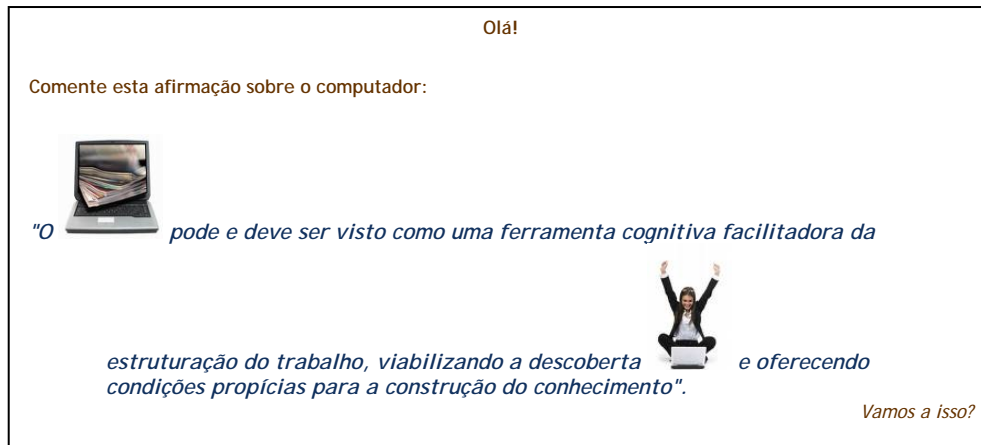 Olá!
Comente esta afirmação sobre o computador:
"O pode e deve ser visto como uma ferramenta cognitiva facilitadora da
estruturação do trabalho, viabilizando a descoberta e oferecendo
condições propícias para a construção do conhecimento".
Vamos a isso?